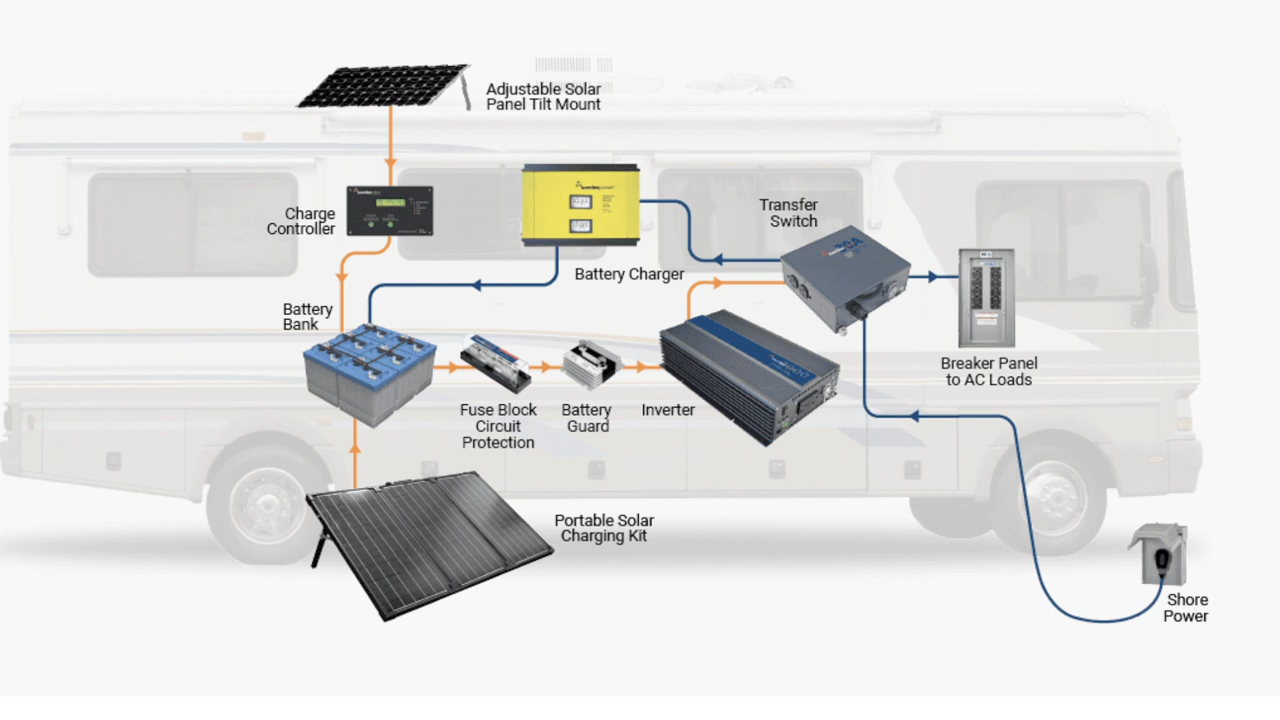 Adjustable Solar
Panel Tilt Mount
Charge
Controller
Transfer
Switch
Battery Charger
Battery
Bank
Breaker Panel
to AC Loads
Fuse Block
Circuit
Protection
Battery
Guard
Inverter
Portable Solar
Charging Kit
Shore
Power